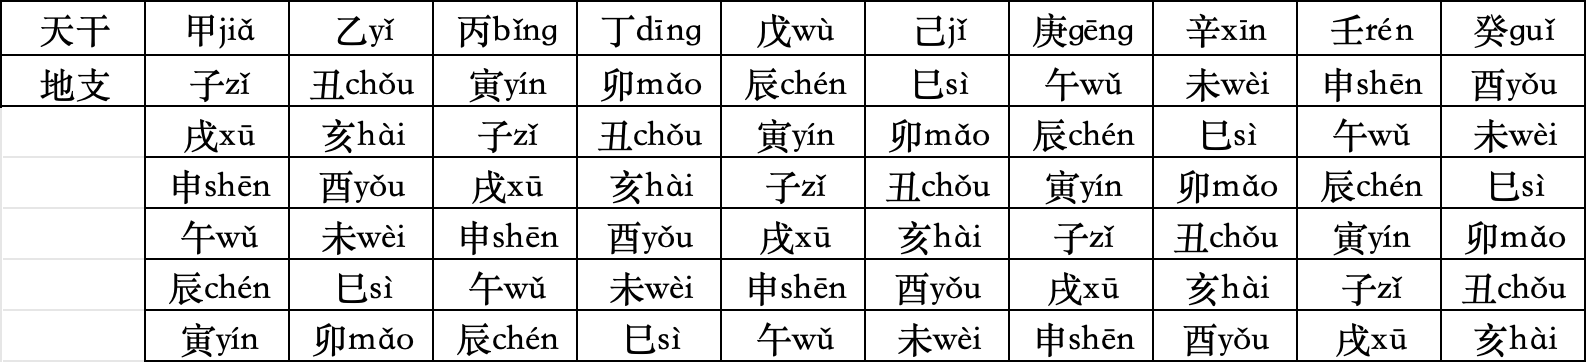 天干 甲jiǎ 乙yǐ 丙bǐng 丁dīng 戊wù 己jǐ 庚gēng 辛xīn 壬rén 癸guǐ
地支 子zǐ 丑chǒu 寅yín 卯mǎo 辰chén 巳sì 午wǔ 未wèi 申shēn 酉yǒu
戌xū 亥hài 子zǐ 丑chǒu 寅yín 卯mǎo 辰chén 巳sì 午wǔ 未wèi
申shēn 酉yǒu 戌xū 亥hài 子zǐ 丑chǒu 寅yín 卯mǎo 辰chén 巳sì
午wǔ 未wèi 申shēn 酉yǒu 戌xū 亥hài 子zǐ 丑chǒu 寅yín 卯mǎo
辰chén 巳sì 午wǔ 未wèi 申shēn 酉yǒu 戌xū 亥hài 子zǐ 丑chǒu
寅yín 卯mǎo 辰chén 巳sì 午wǔ 未wèi 申shēn 酉yǒu 戌xū 亥hài